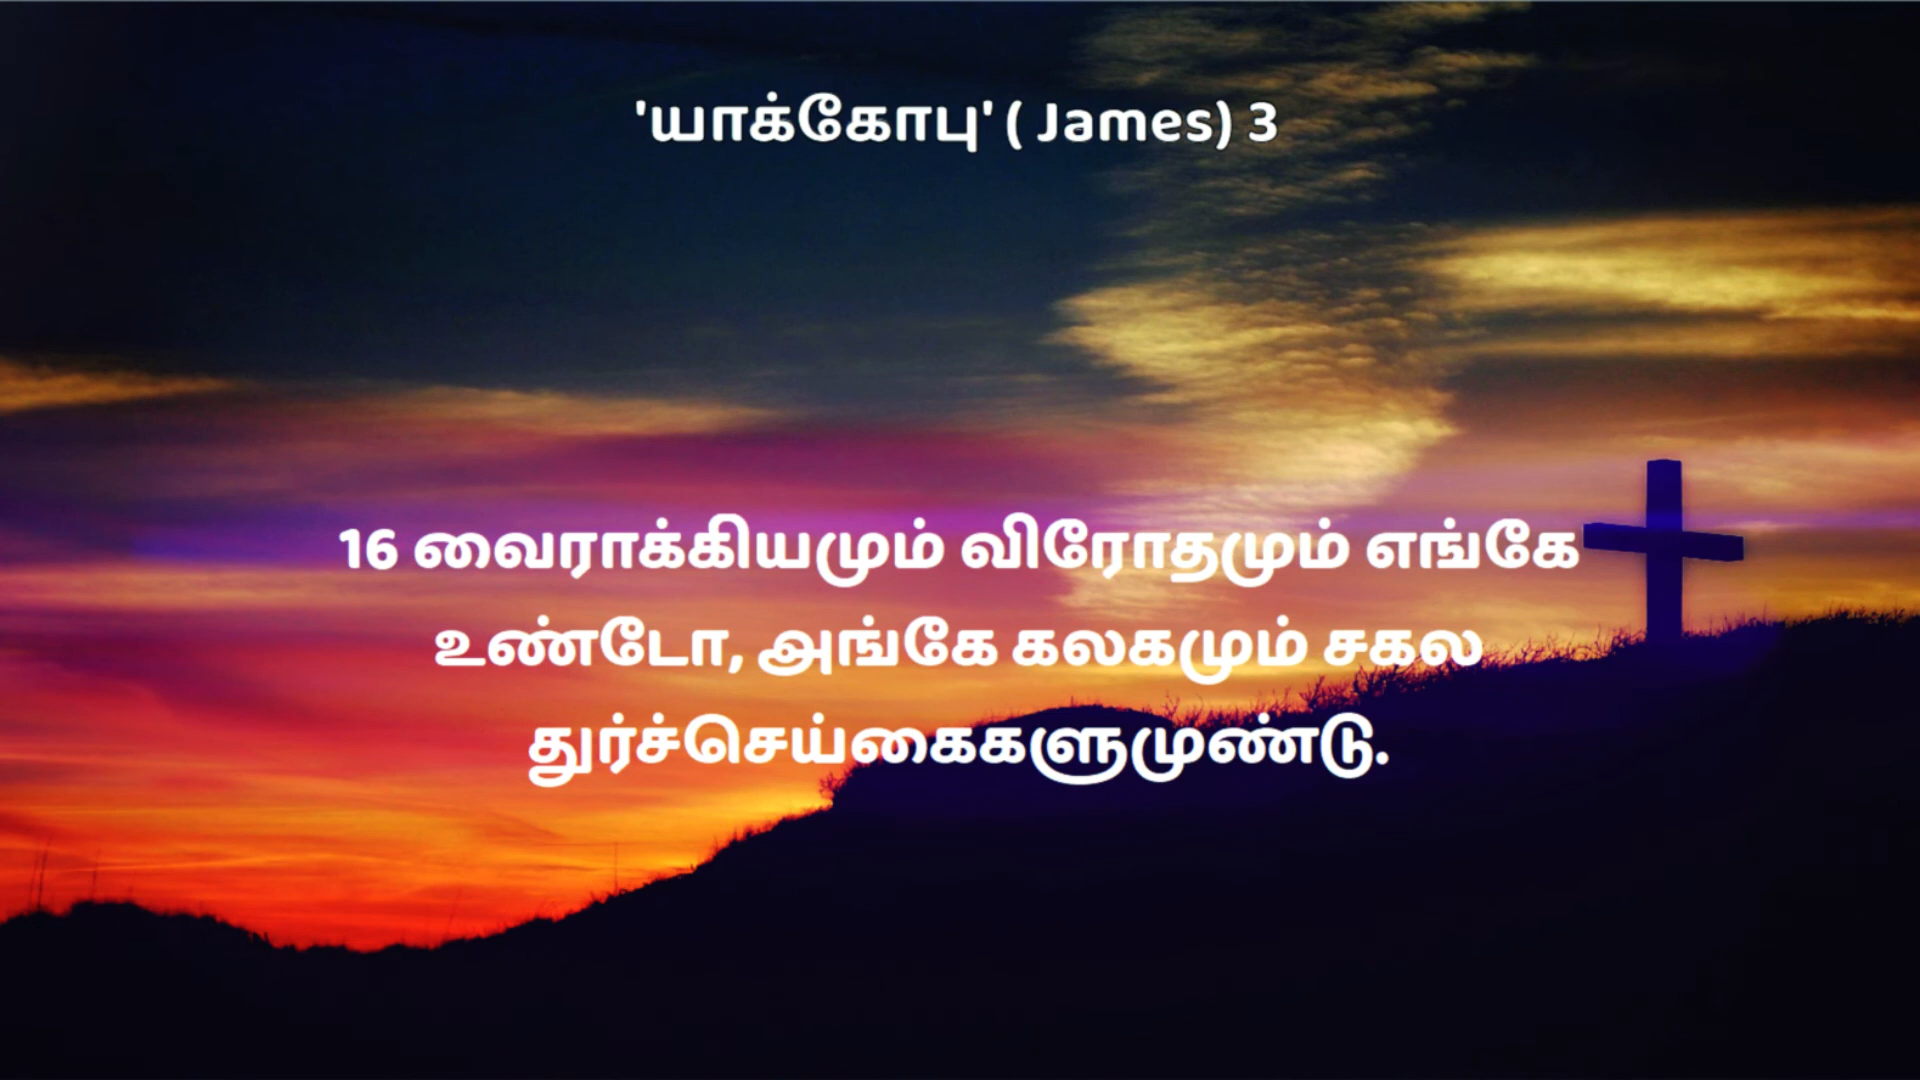 'யாக்கோபு' ( James) 3
16 வைராக்கியமும் விரோதமும் எங்கே
உண்டோ, அங்கே கலகமும் சகல
துர்ச்செய்கைகளுமுண்டு.